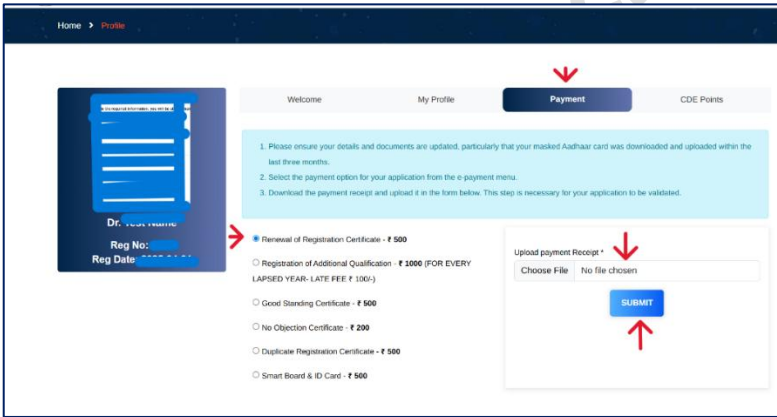 Home > Profile
Welcome
My Profile
Payment
CDE Points
1. Please ensure your details and documents are updated, particularly that your masked Aadhaar card was downloaded and uploaded within the
last three months.
2. Select the payment option for your application from the e-payment menu.
3. Download the payment receipt and upload it in the form below. This step is necessary for your application to be validated.
Dr. Test Name
Reg No:
Reg Date:
Renewal of Registration Certificate - ₹ 500
Registration of Additional Qualification - ₹ 1000 (FOR EVERY
LAPSED YEAR- LATE FEE ₹ 100/-)
Good Standing Certificate - ₹ 500
No Objection Certificate - ₹ 200
Duplicate Registration Certificate - ₹ 500
Smart Board & ID Card - ₹ 500
Upload payment Receipt *
Choose File No file chosen
SUBMIT